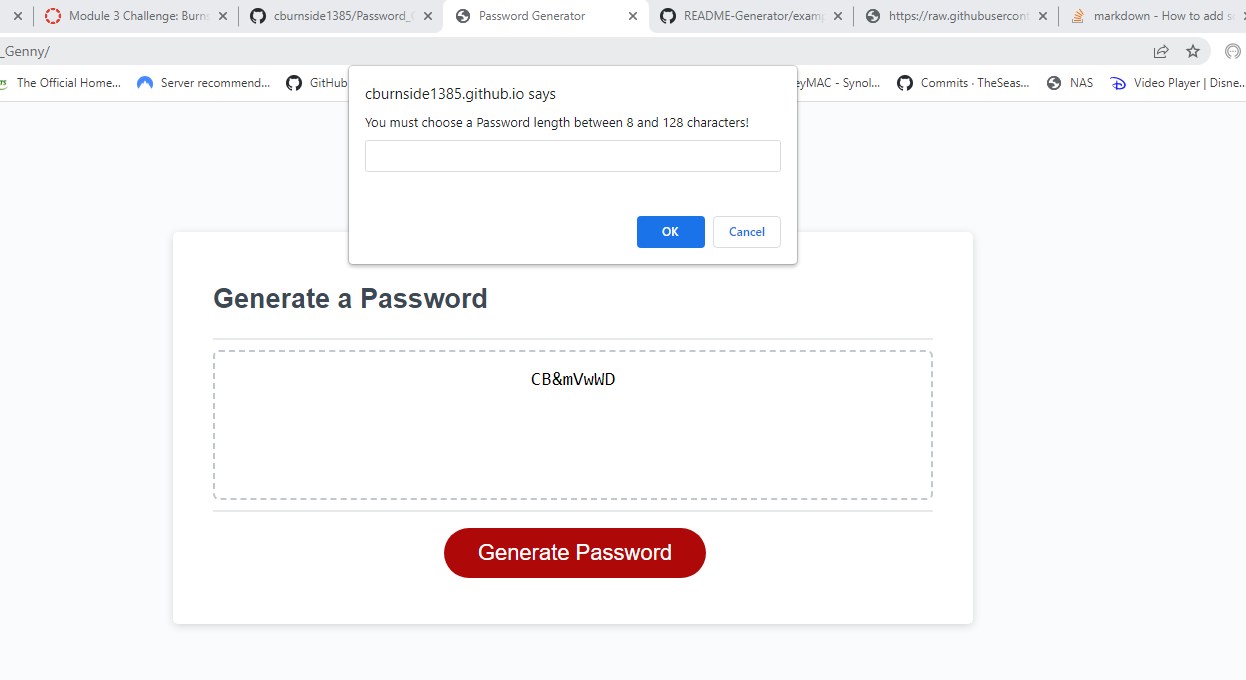 Module 3 Challenge: Burns
cburnside1385/Password_
Password Generator
README-Generator/examp
https://raw.githubusercont
markdown - How to add s
_Genny/
The Official Home...
Server recommend...
GitHub
eyMAC - Synol...
Commits · TheSeas...
NAS
Video Player | Disne...
cburnside1385.github.io says
You must choose a Password length between 8 and 128 characters!
OK
Cancel
Generate a Password
CB&mVwWD
Generate Password